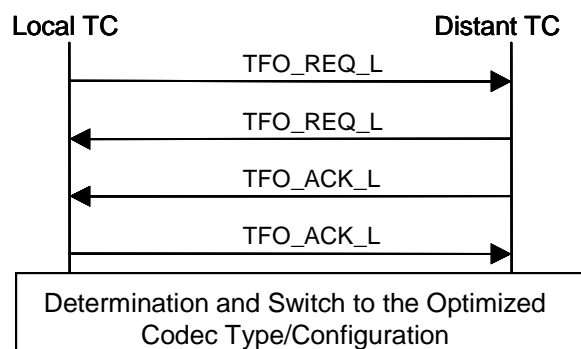 Local TC
Distant TC
TFO_REQ_L
TFO_REQ_L
TFO_ACK_L
TFO_ACK_L
Determination and Switch to the Optimized
Codec Type/Configuration